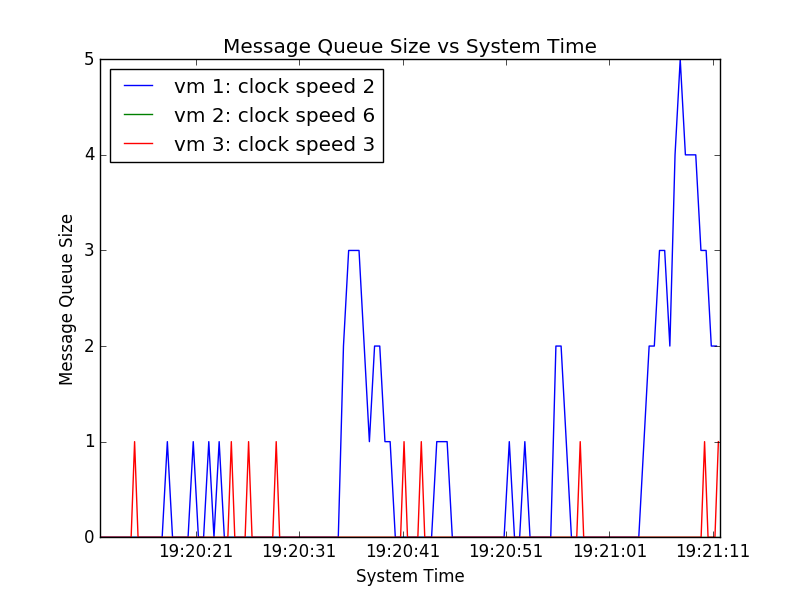 Message Queue Size vs System Time
5
4
3
2
1
0
Message Queue Size
vm 1: clock speed 2
vm 2: clock speed 6
vm 3: clock speed 3
19:20:21 19:20:31 19:20:41 19:20:51 19:21:01 19:21:11
System Time